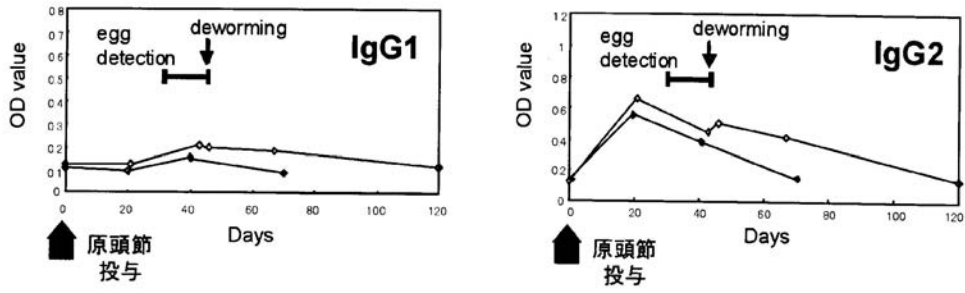 0 8
0 7
0 6
0 5
0 4
0 3
0 2
0 1
0
OD value
egg
detection
deworming
IgG1
0
20
40
60
80
100
120
Days
原頭節
投与
1 2
1
0 8
0 6
0 4
0 2
0
OD value
egg
detection
deworming
IgG2
0
20
40
60
80
100
120
Days
原頭節
投与